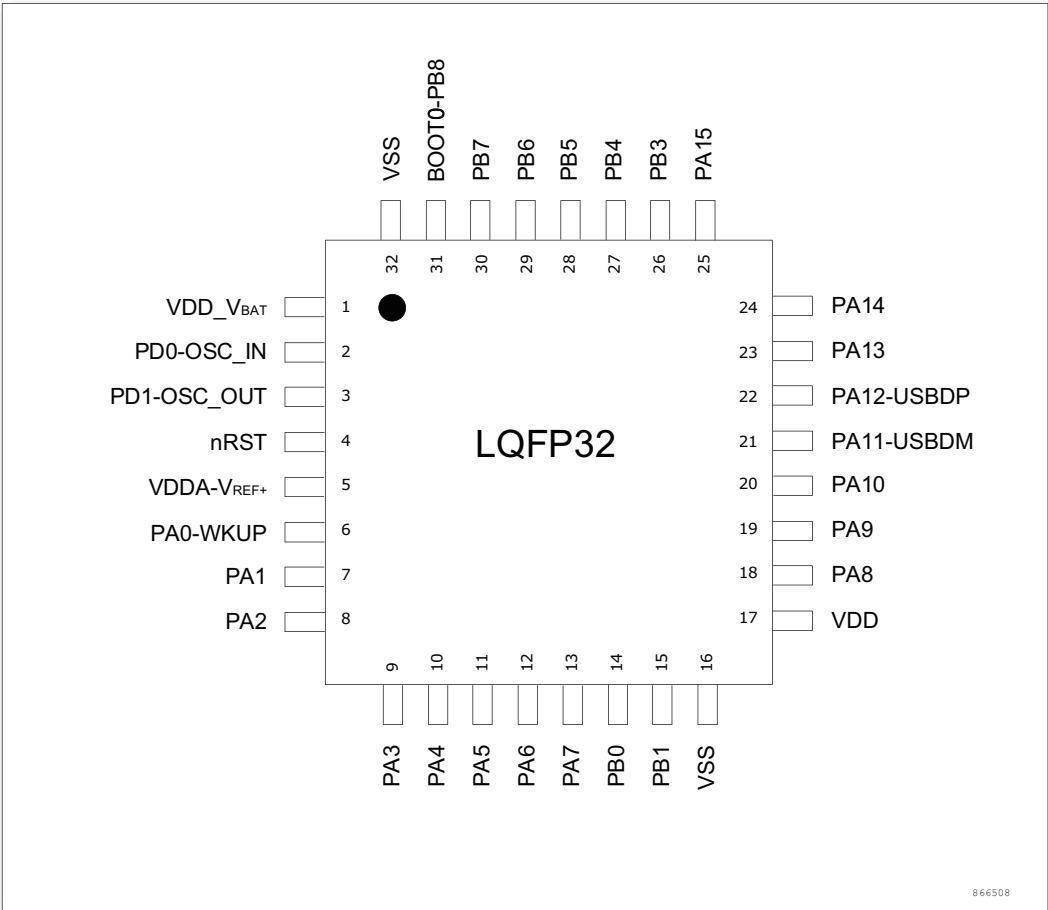 VSS
BOOT0-PB8
PB7
PB6
PB5
PB4
PB3
PA15
32
31
30
29
28
27
26
25
VDD_VBAT 1
PD0-OSC_IN 2
PD1-OSC_OUT 3
nRST 4
VDDA-VREF+ 5
PA0-WKUP 6
PA1 7
PA2 8
LQFP32
24 PA14
23 PA13
22 PA12-USBDP
21 PA11-USBDM
20 PA10
19 PA9
18 PA8
17 VDD
9
10
11
12
13
14
15
16
PA3
PA4
PA5
PA6
PA7
PB0
PB1
VSS
866508